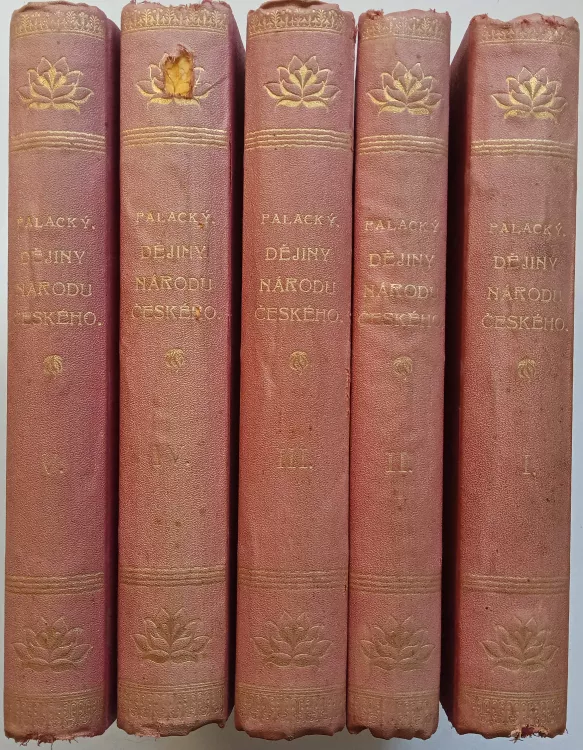 PALACKÝ.
DĚJINY
NÁRODU
ČESKÉHO.
V.
PALACKÝ.
DĚJINY
NÁRODU
ČESKÉHO.
IV.
PALACKÝ.
DĚJINY
NÁRODU
ČESKÉHO.
III.
PALACKÝ.
DĚJINY
NÁRODU
ČESKÉHO.
II.
PALACKÝ.
DĚJINY
NÁRODU
ČESKÉHO.
I.